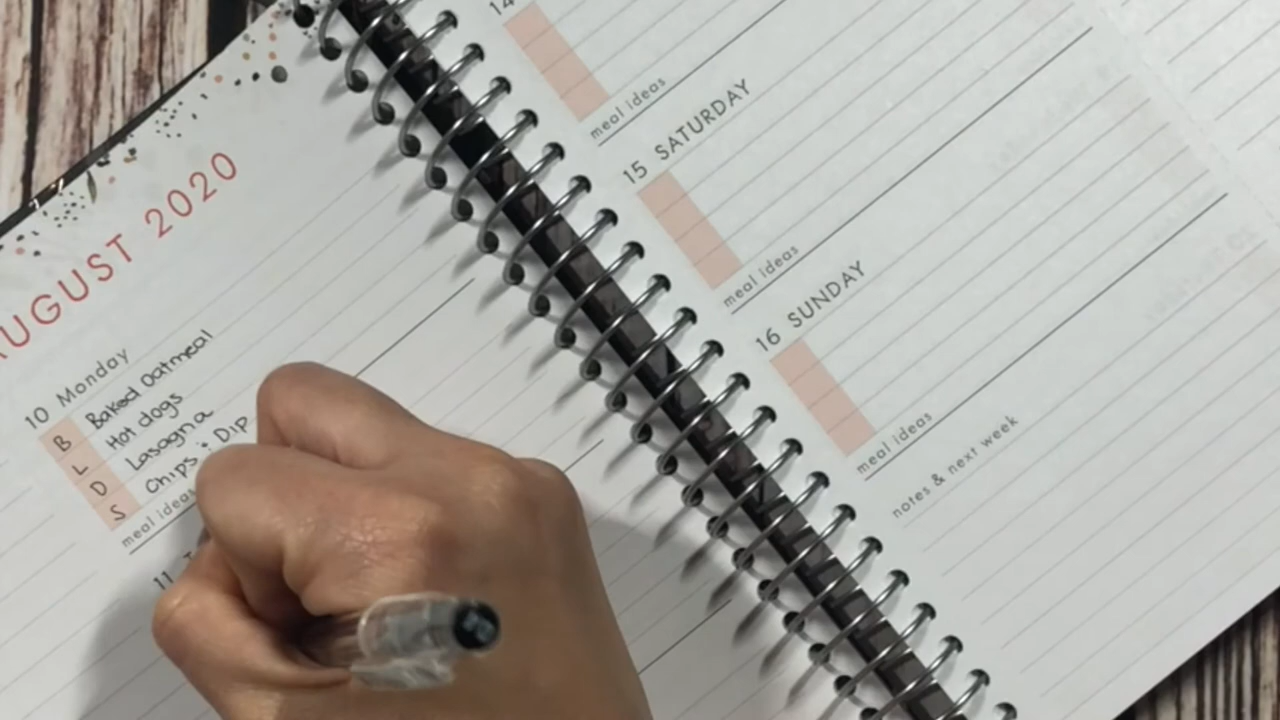 AUGUST 2020
10 Monday
B Baked Oatmeal
L Hot dogs
D Lasagna
S Chips & Dip
meal ideas
11
14
meal ideas
15 SATURDAY
meal ideas
16 SUNDAY
meal ideas
notes & next week